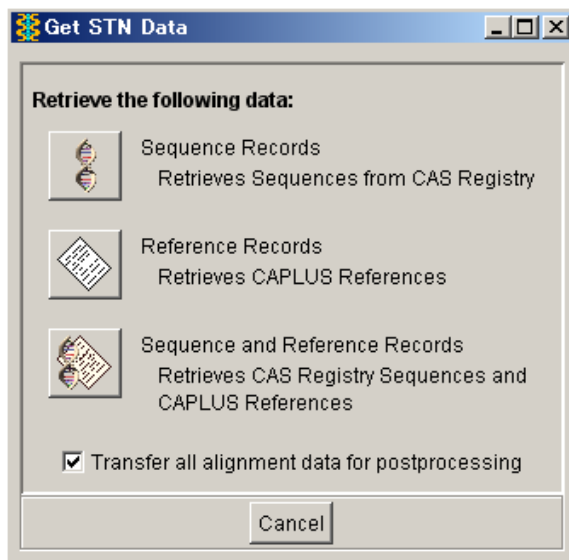 Get STN Data
Retrieve the following data:
Sequence Records
Retrieves Sequences from CAS Registry
Reference Records
Retrieves CAPLUS References
Sequence and Reference Records
Retrieves CAS Registry Sequences and
CAPLUS References
Transfer all alignment data for postprocessing
Cancel